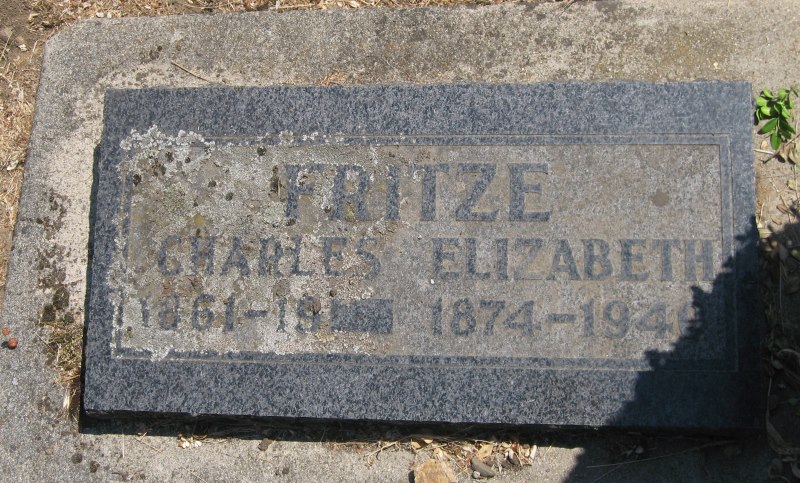 FRITZE
CHARLES ELIZABETH
1861-19 1874-194